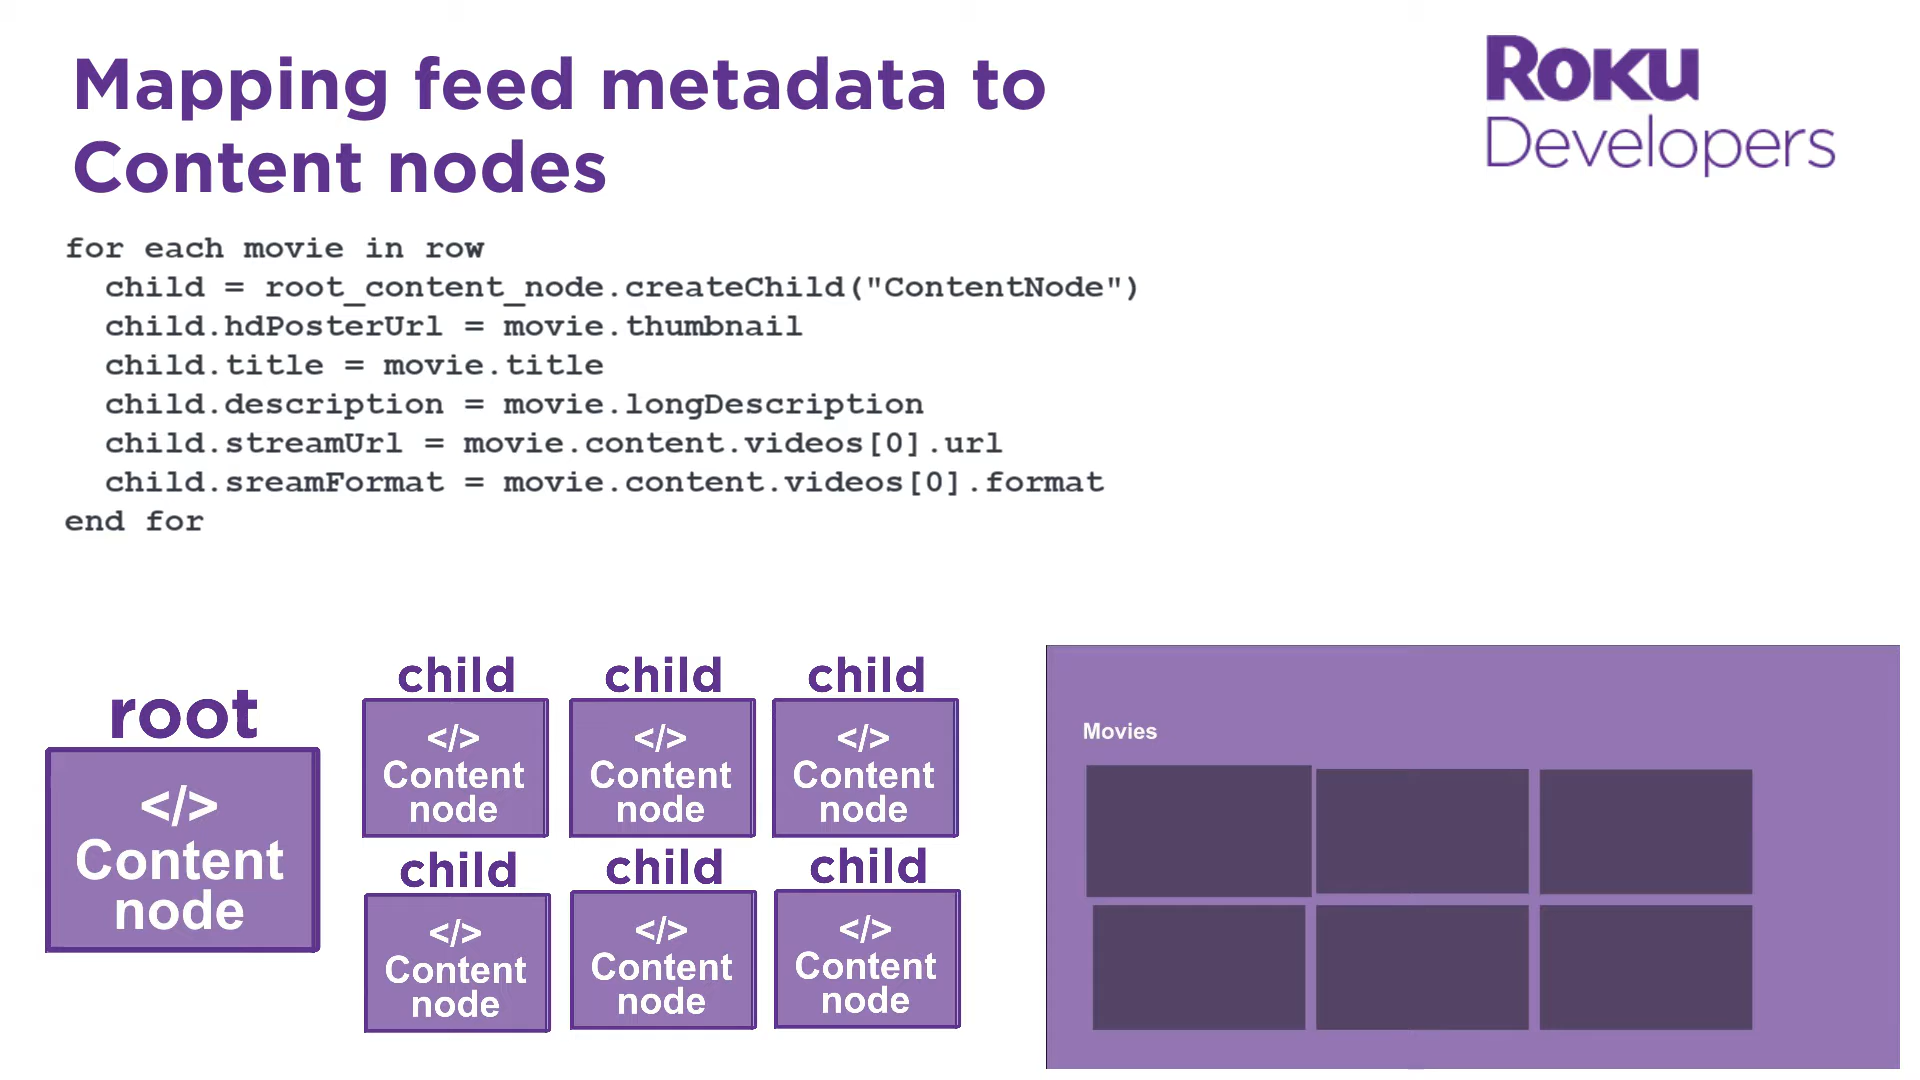 Mapping feed metadata to
Content nodes
Roku
Developers
for each movie in row
child = root_content_node.createChild("ContentNode")
child.hdPosterUrl = movie.thumbnail
child.title = movie.title
child.description = movie.longDescription
child.streamUrl = movie.content.videos[0].url
child.sreamFormat = movie.content.videos[0].format
end for
root
</>
Content
node
child
</>
Content
node
child
</>
Content
node
child
</>
Content
node
child
</>
Content
node
child
</>
Content
node
child
</>
Content
node
Movies